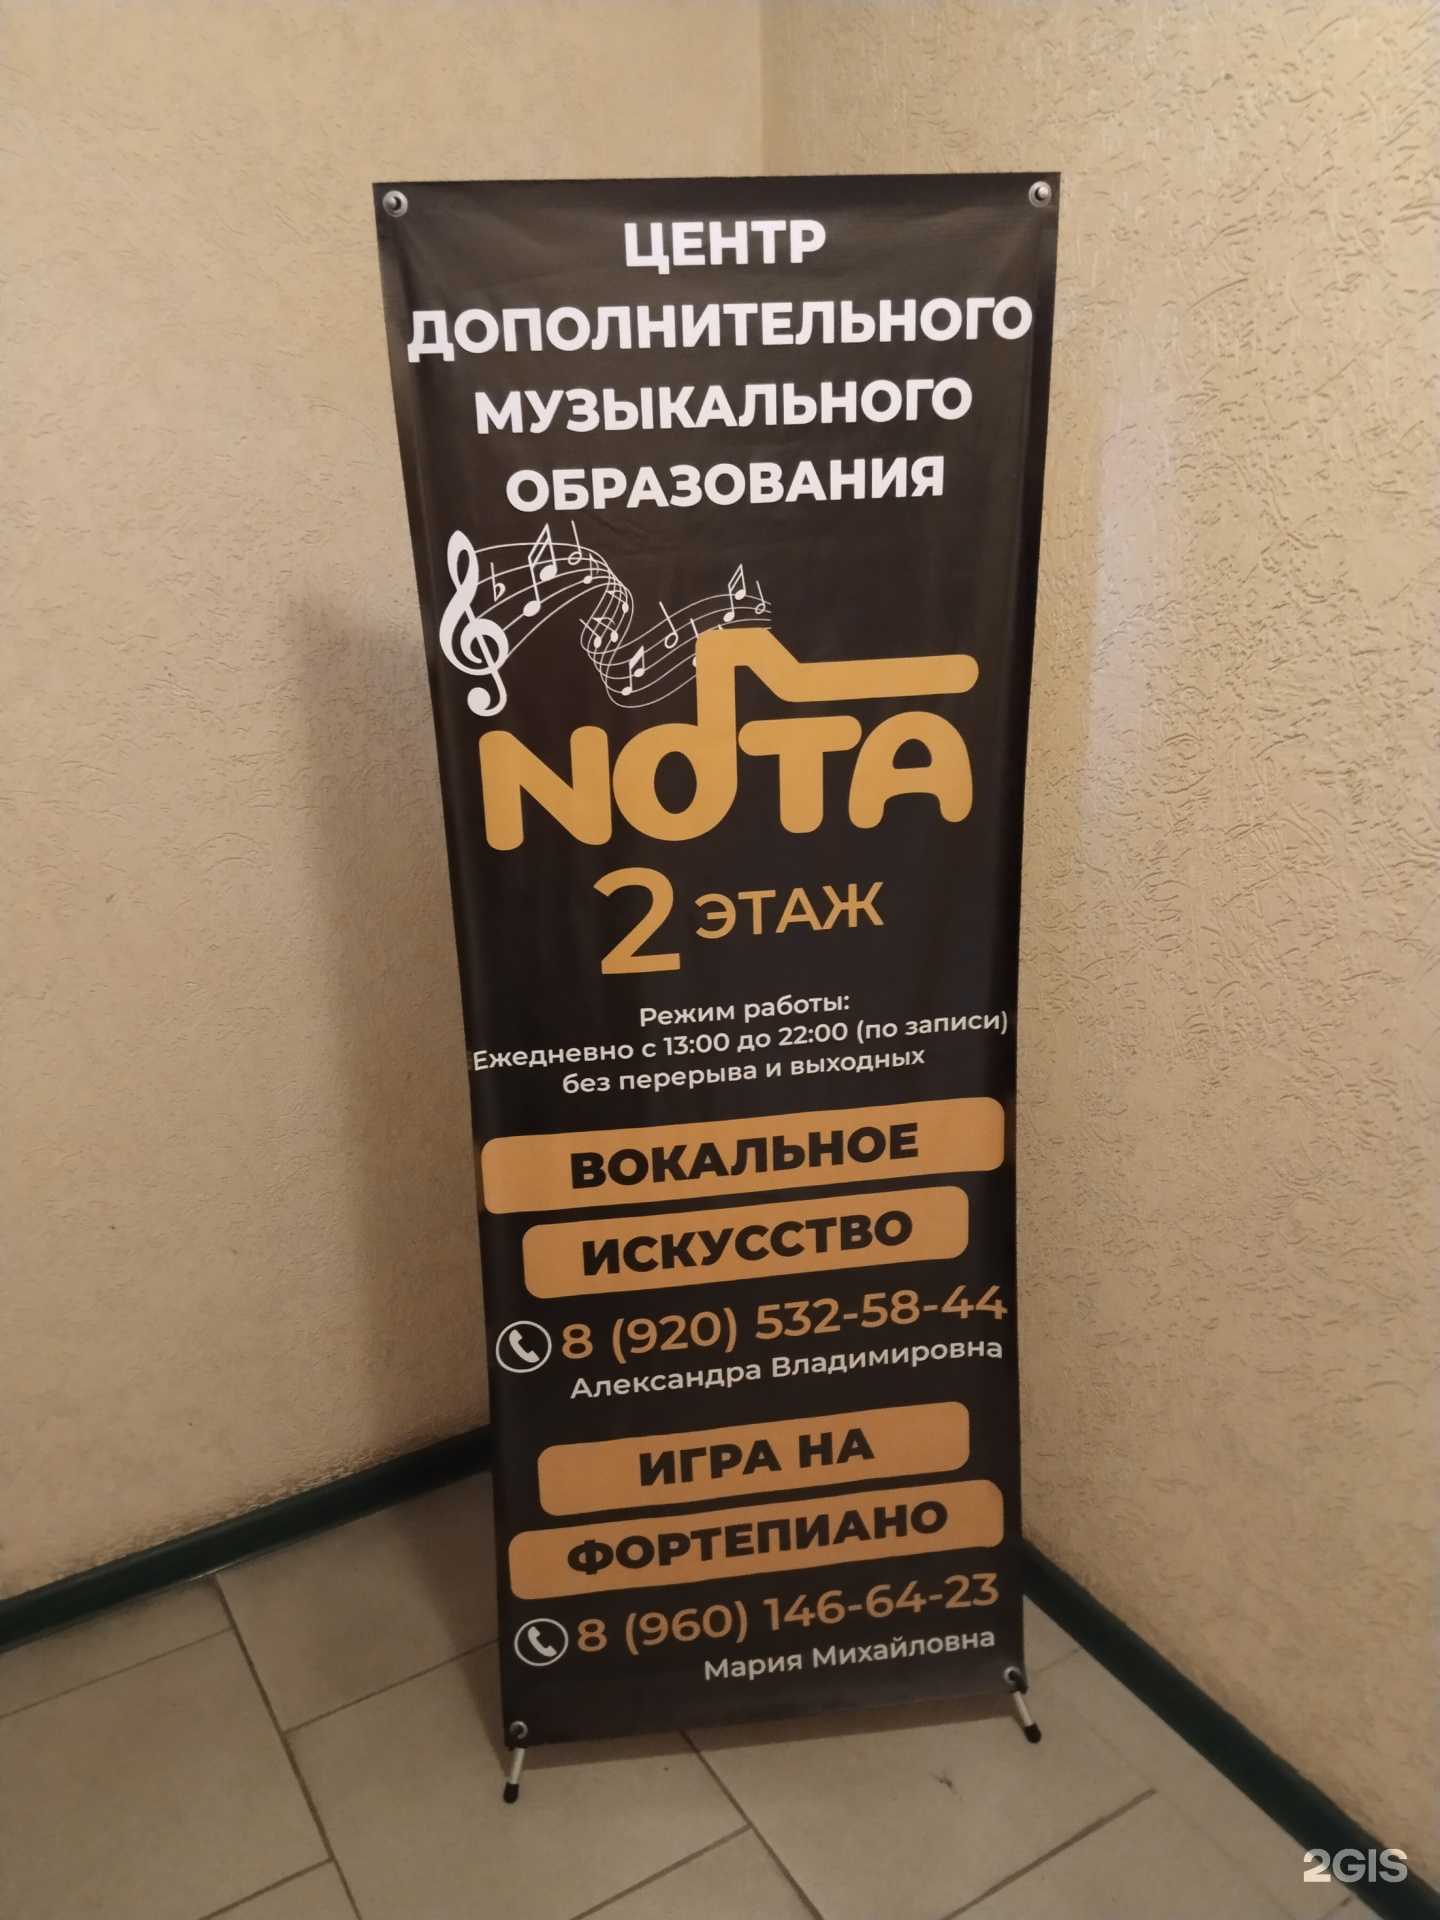 ЦЕНТР
ДОПОЛНИТЕЛЬНОГО
МУЗЫКАЛЬНОГО
ОБРАЗОВАНИЯ
NOTA
2 ЭТАЖ
Режим работы:
Ежедневно с 13:00 до 22:00 (по записи)
без перерыва и выходных
ВОКАЛЬНОЕ
ИСКУССТВО
8 (920) 532-58-44
Александра Владимировна
ИГРА НА
ФОРТЕПИАНО
8 (960) 146-64-23
Мария Михайловна
2GIS